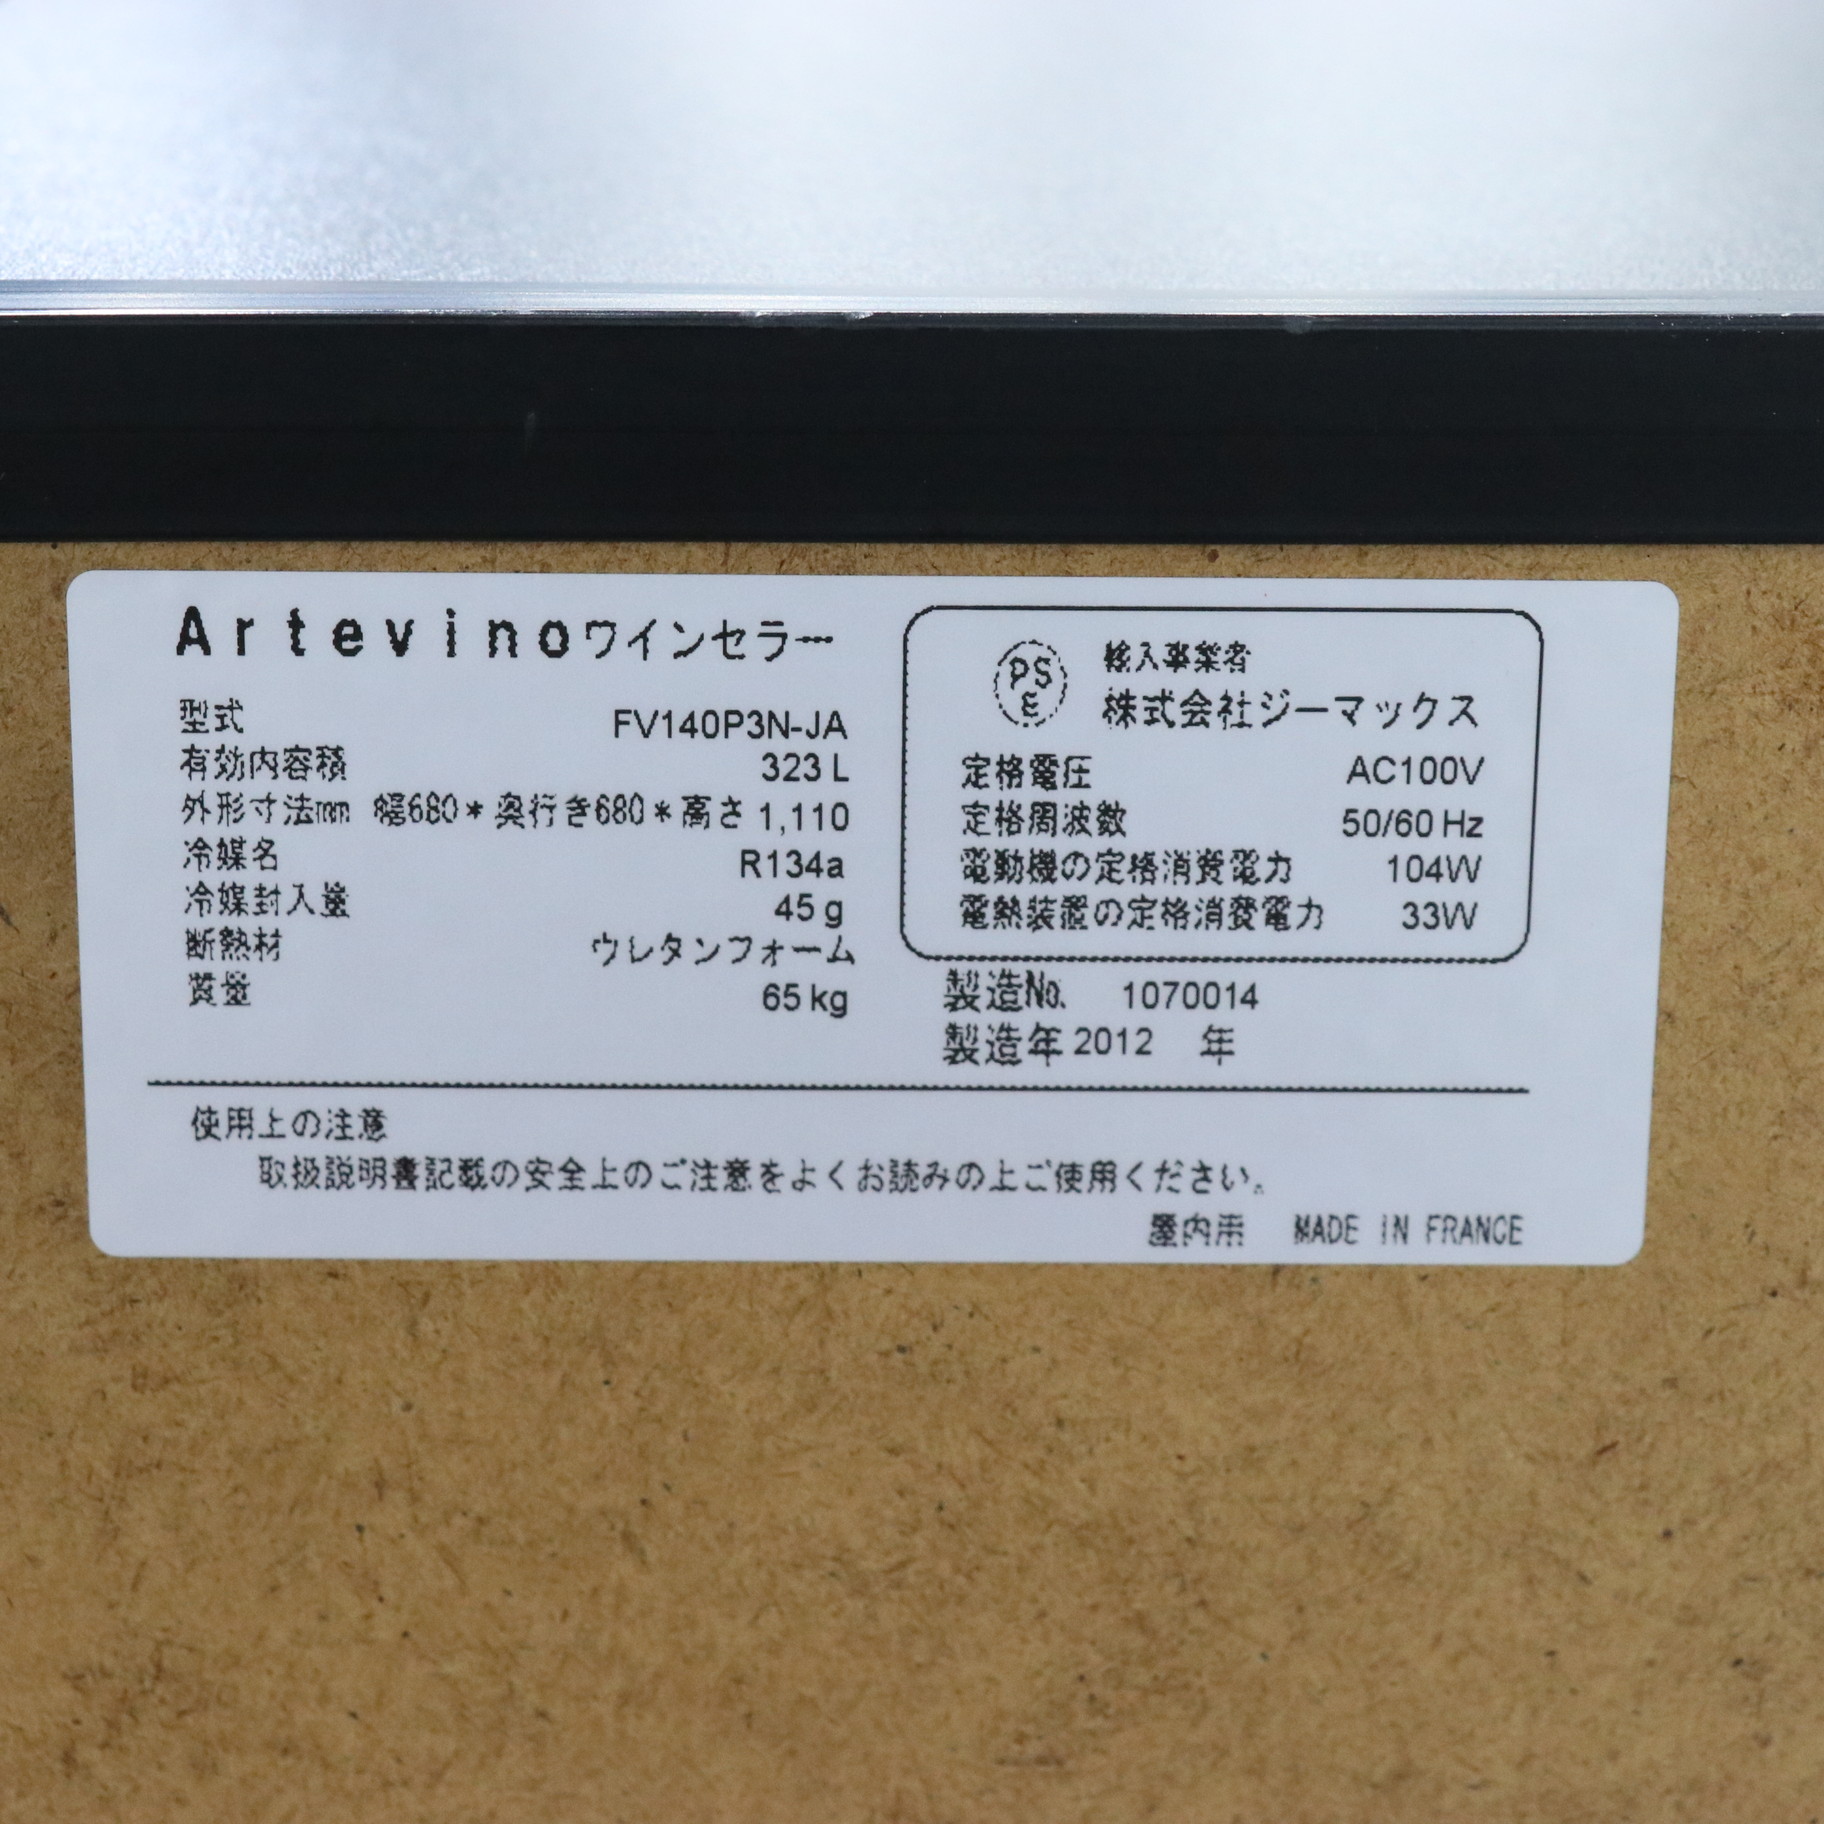 Artevinoワインセラー
型式 FV140P3N-JA
有効内容積 323 L
外形寸法mm 幅680*奥行き680*高さ 1,110
冷媒名 R134a
冷媒封入量 45 g
断熱材 ウレタンフォーム
質量 65 kg
PSE 輸入事業者
株式会社ジーマックス
定格電圧 AC100V
定格周波数 50/60 Hz
電動機の定格消費電力 104W
電熱装置の定格消費電力 33W
製造No. 1070014
製造年 2012 年
使用上の注意
取扱説明書記載の安全上のご注意をよくお読みの上ご使用ください。
屋内用 MADE IN FRANCE